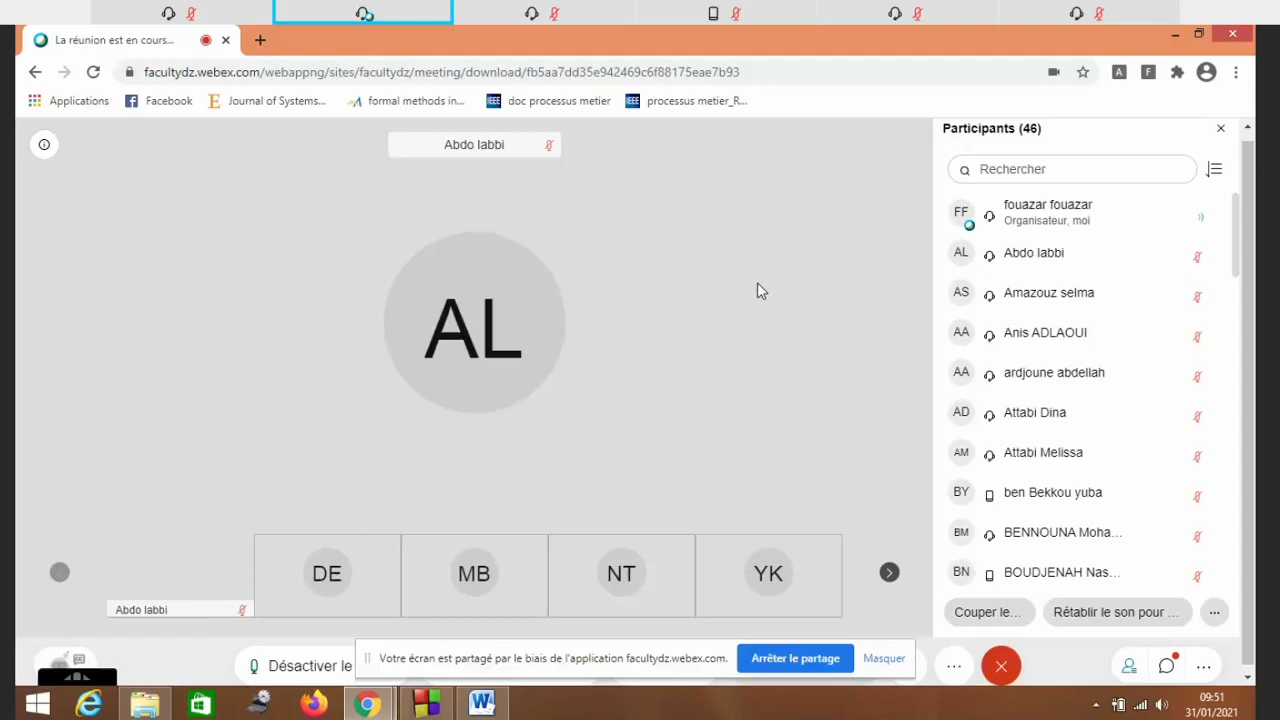 La réunion est en cours...
facultydz.webex.com/webappng/sites/facultydz/meeting/download/fb5aa7dd35e942469c6f88175eae7b93
A
F
Applications
Facebook
Journal of Systems...
formal methods in...
IEEE doc processus metier
IEEE processus metier_R...
Abdo labbi
AL
DE
MB
NT
YK
Abdo labbi
Participants (46)
Rechercher
FF
fouazar fouazar
Organisateur, moi
AL Abdo labbi
AS Amazouz selma
AA Anis ADLAOUI
AA ardjoune abdellah
AD Attabi Dina
AM Attabi Melissa
BY ben Bekkou yuba
BM BENNOUNA Moha...
BN BOUDJENAH Nas...
Couper le...
Rétablir le son pour ...
Désactiver le
Votre écran est partagé par le biais de l'application facultydz.webex.com.
Arrêter le partage
Masquer
09:51
31/01/2021